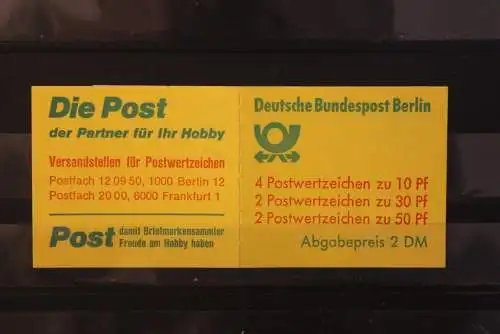 Die Post
der Partner für Ihr Hobby
Versandstellen für Postwertzeichen
Postfach 12 09 50, 1000 Berlin 12
Postfach 20 00, 6000 Frankfurt 1
Post damit Briefmarkensammler
Freude am Hobby haben
Deutsche Bundespost Berlin
4 Postwertzeichen zu 10 Pf
2 Postwertzeichen zu 30 Pf
2 Postwertzeichen zu 50 Pf
Abgabepreis 2 DM